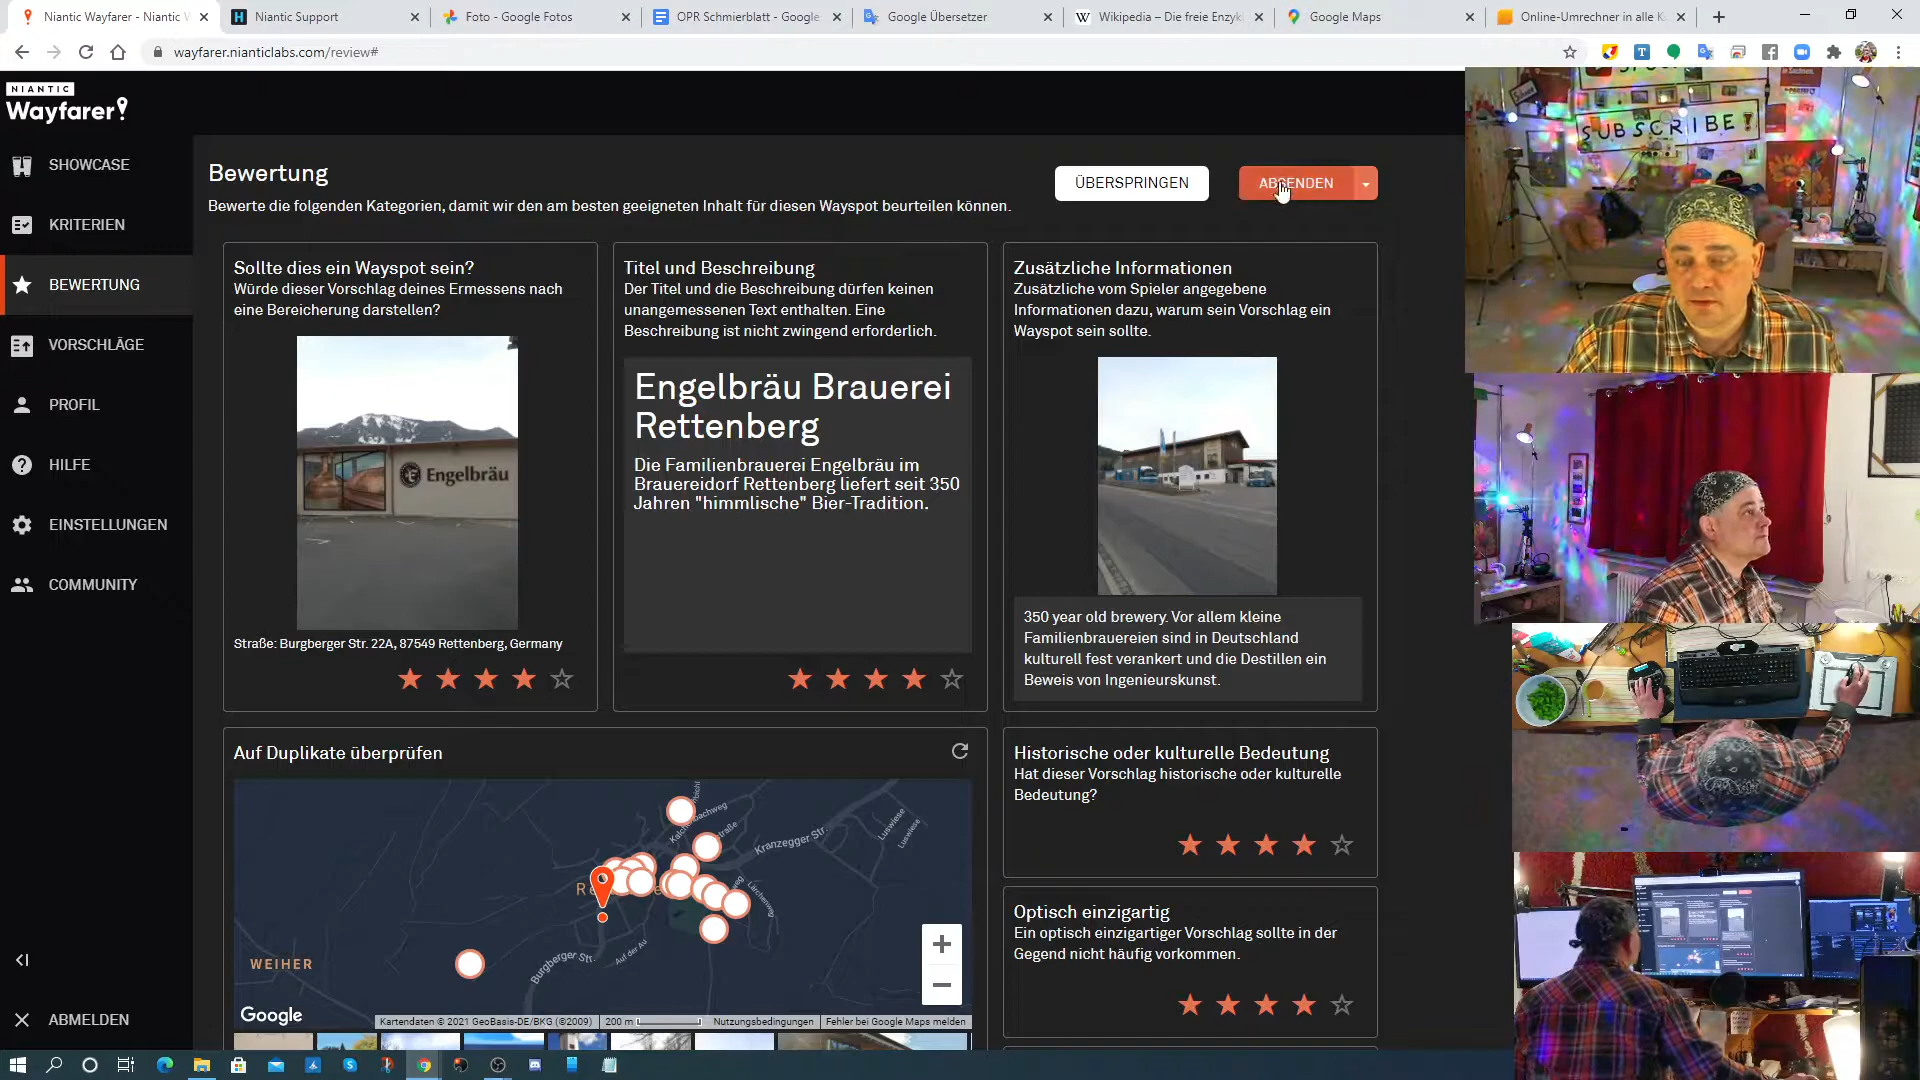 Niantic Wayfarer - Niantic W
Niantic Support
Foto - Google Fotos
OPR Schmierblatt - Google
Google Übersetzer
Wikipedia – Die freie Enzykl
Google Maps
Online-Umrechner in alle K
wayfarer.nianticlabs.com/review#
NIANTIC
Wayfarer
SHOWCASE
KRITERIEN
BEWERTUNG
VORSCHLÄGE
PROFIL
HILFE
EINSTELLUNGEN
COMMUNITY
ABMELDEN
Bewertung
Bewerte die folgenden Kategorien, damit wir den am besten geeigneten Inhalt für diesen Wayspot beurteilen können.
ÜBERSPRINGEN
ABSENDEN
Sollte dies ein Wayspot sein?
Würde dieser Vorschlag deines Ermessens nach
eine Bereicherung darstellen?
Engelbräu
Straße: Burgberger Str. 22A, 87549 Rettenberg, Germany
Titel und Beschreibung
Der Titel und die Beschreibung dürfen keinen
unangemessenen Text enthalten. Eine
Beschreibung ist nicht zwingend erforderlich.
Engelbräu Brauerei
Rettenberg
Die Familienbrauerei Engelbräu im
Brauereidorf Rettenberg liefert seit 350
Jahren "himmlische" Bier-Tradition.
Zusätzliche Informationen
Zusätzliche vom Spieler angegebene
Informationen dazu, warum sein Vorschlag ein
Wayspot sein sollte.
350 year old brewery. Vor allem kleine
Familienbrauereien sind in Deutschland
kulturell fest verankert und die Destillen ein
Beweis von Ingenieurskunst.
Auf Duplikate überprüfen
Kranzegger Str.
Luswiese
Luswiese
Lärchenweg
Burgberger Str.
Auf der Au
WEIHER
Google
Kartendaten © 2021 GeoBasis-DE/BKG (©2009)
200 m
Nutzungsbedingungen
Fehler bei Google Maps melden
Historische oder kulturelle Bedeutung
Hat dieser Vorschlag historische oder kulturelle
Bedeutung?
Optisch einzigartig
Ein optisch einzigartiger Vorschlag sollte in der
Gegend nicht häufig vorkommen.
SUBSCRIBE!